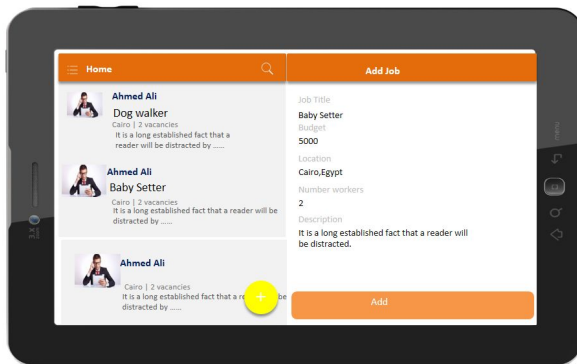 Home
Ahmed Ali
Dog walker
Cairo | 2 vacancies
It is a long established fact that a
reader will be distracted by ......
Ahmed Ali
Baby Setter
Cairo | 2 vacancies
It is a long established fact that a reader will be
distracted by ......
Ahmed Ali
Cairo | 2 vacancies
It is a long established fact that a re be
distracted by ......
+
Add Job
Job Title
Baby Setter
Budget
5000
Location
Cairo,Egypt
Number workers
2
Description
It is a long established fact that a reader will
be distracted.
Add
menu